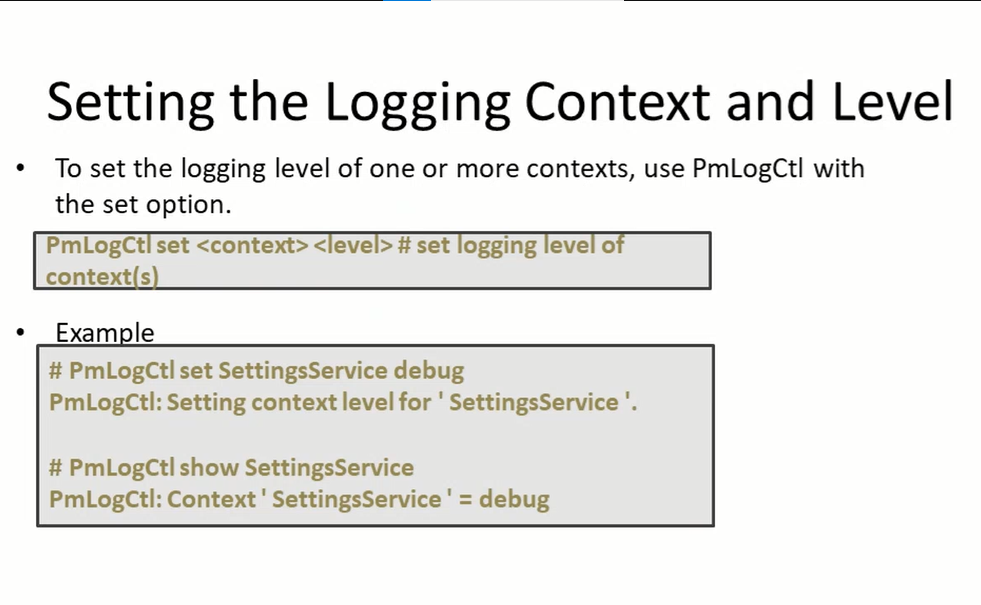 Setting the Logging Context and Level
• To set the logging level of one or more contexts, use PmLogCtl with
the set option.
PmLogCtl set <context> <level> # set logging level of
context(s)
• Example
# PmLogCtl set SettingsService debug
PmLogCtl: Setting context level for ' SettingsService '.
# PmLogCtl show SettingsService
PmLogCtl: Context ' SettingsService ' = debug